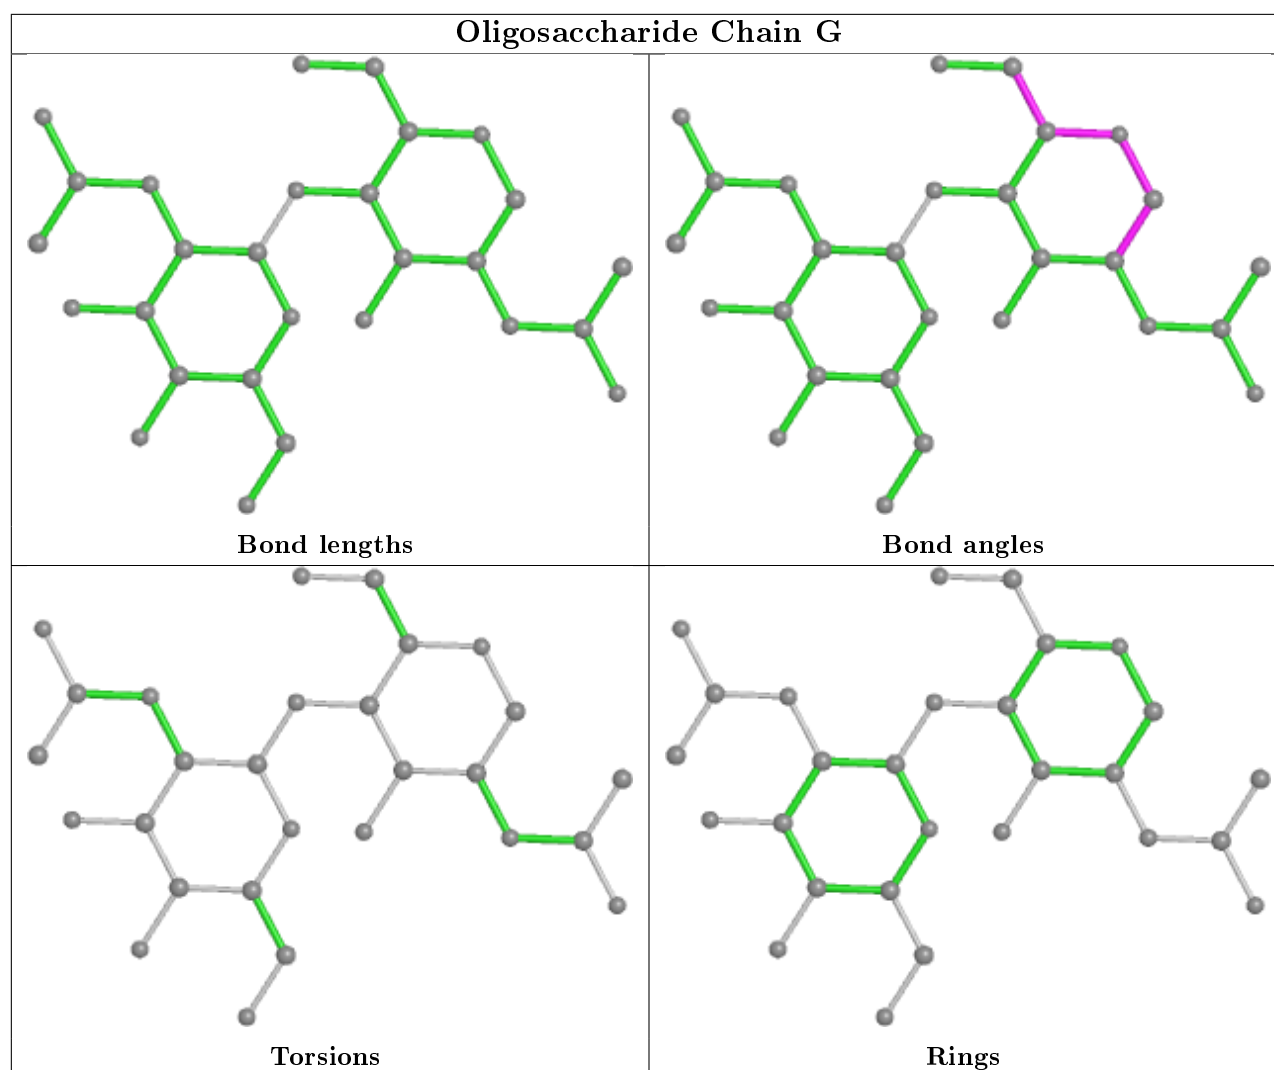 Oligosaccharide Chain G
Bond lengths
Bond angles
Torsions
Rings